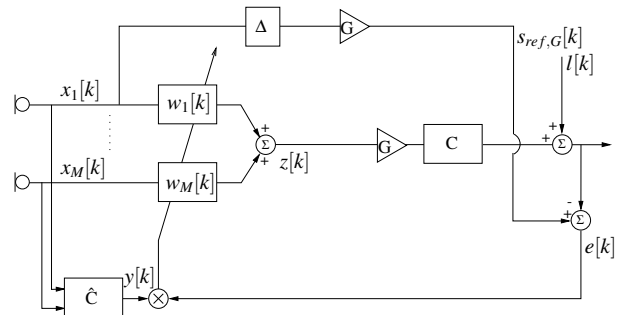 Δ
G
s_{ref,G}[k]
l[k]
x_1[k]
w_1[k]
+
+
Σ
z[k]
G
C
+
+
Σ
x_M[k]
w_M[k]
-
+
Σ
e[k]
Ĉ
y[k]
×